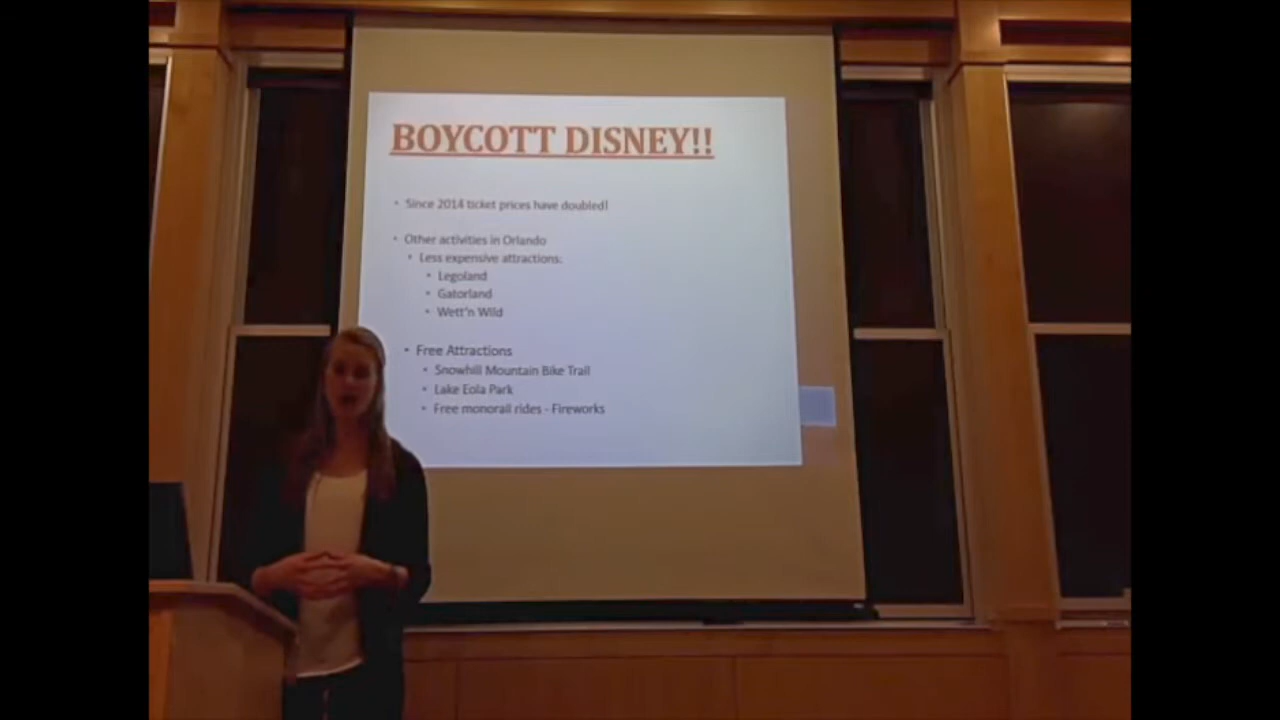 BOYCOTT DISNEY!!
• Since 2014 ticket prices have doubled!
• Other activities in Orlando
• Less expensive attractions:
• Legoland
• Gatorland
• Wett'n Wild
• Free Attractions
• Snowhill Mountain Bike Trail
• Lake Eola Park
• Free monorail rides - Fireworks